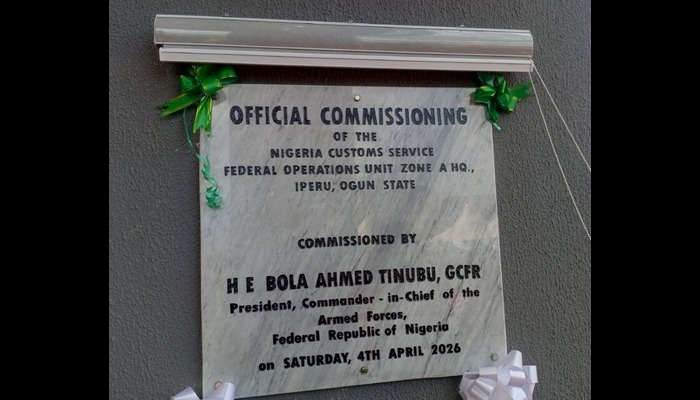 OFFICIAL COMMISSIONING
OF THE
NIGERIA CUSTOMS SERVICE
FEDERAL OPERATIONS UNIT ZONE A HQ.,
IPERU, OGUN STATE
COMMISSIONED BY
H E BOLA AHMED TINUBU, GCFR
President, Commander - in-Chief of the
Armed Forces,
Federal Republic of Nigeria
on SATURDAY, 4TH APRIL 2026